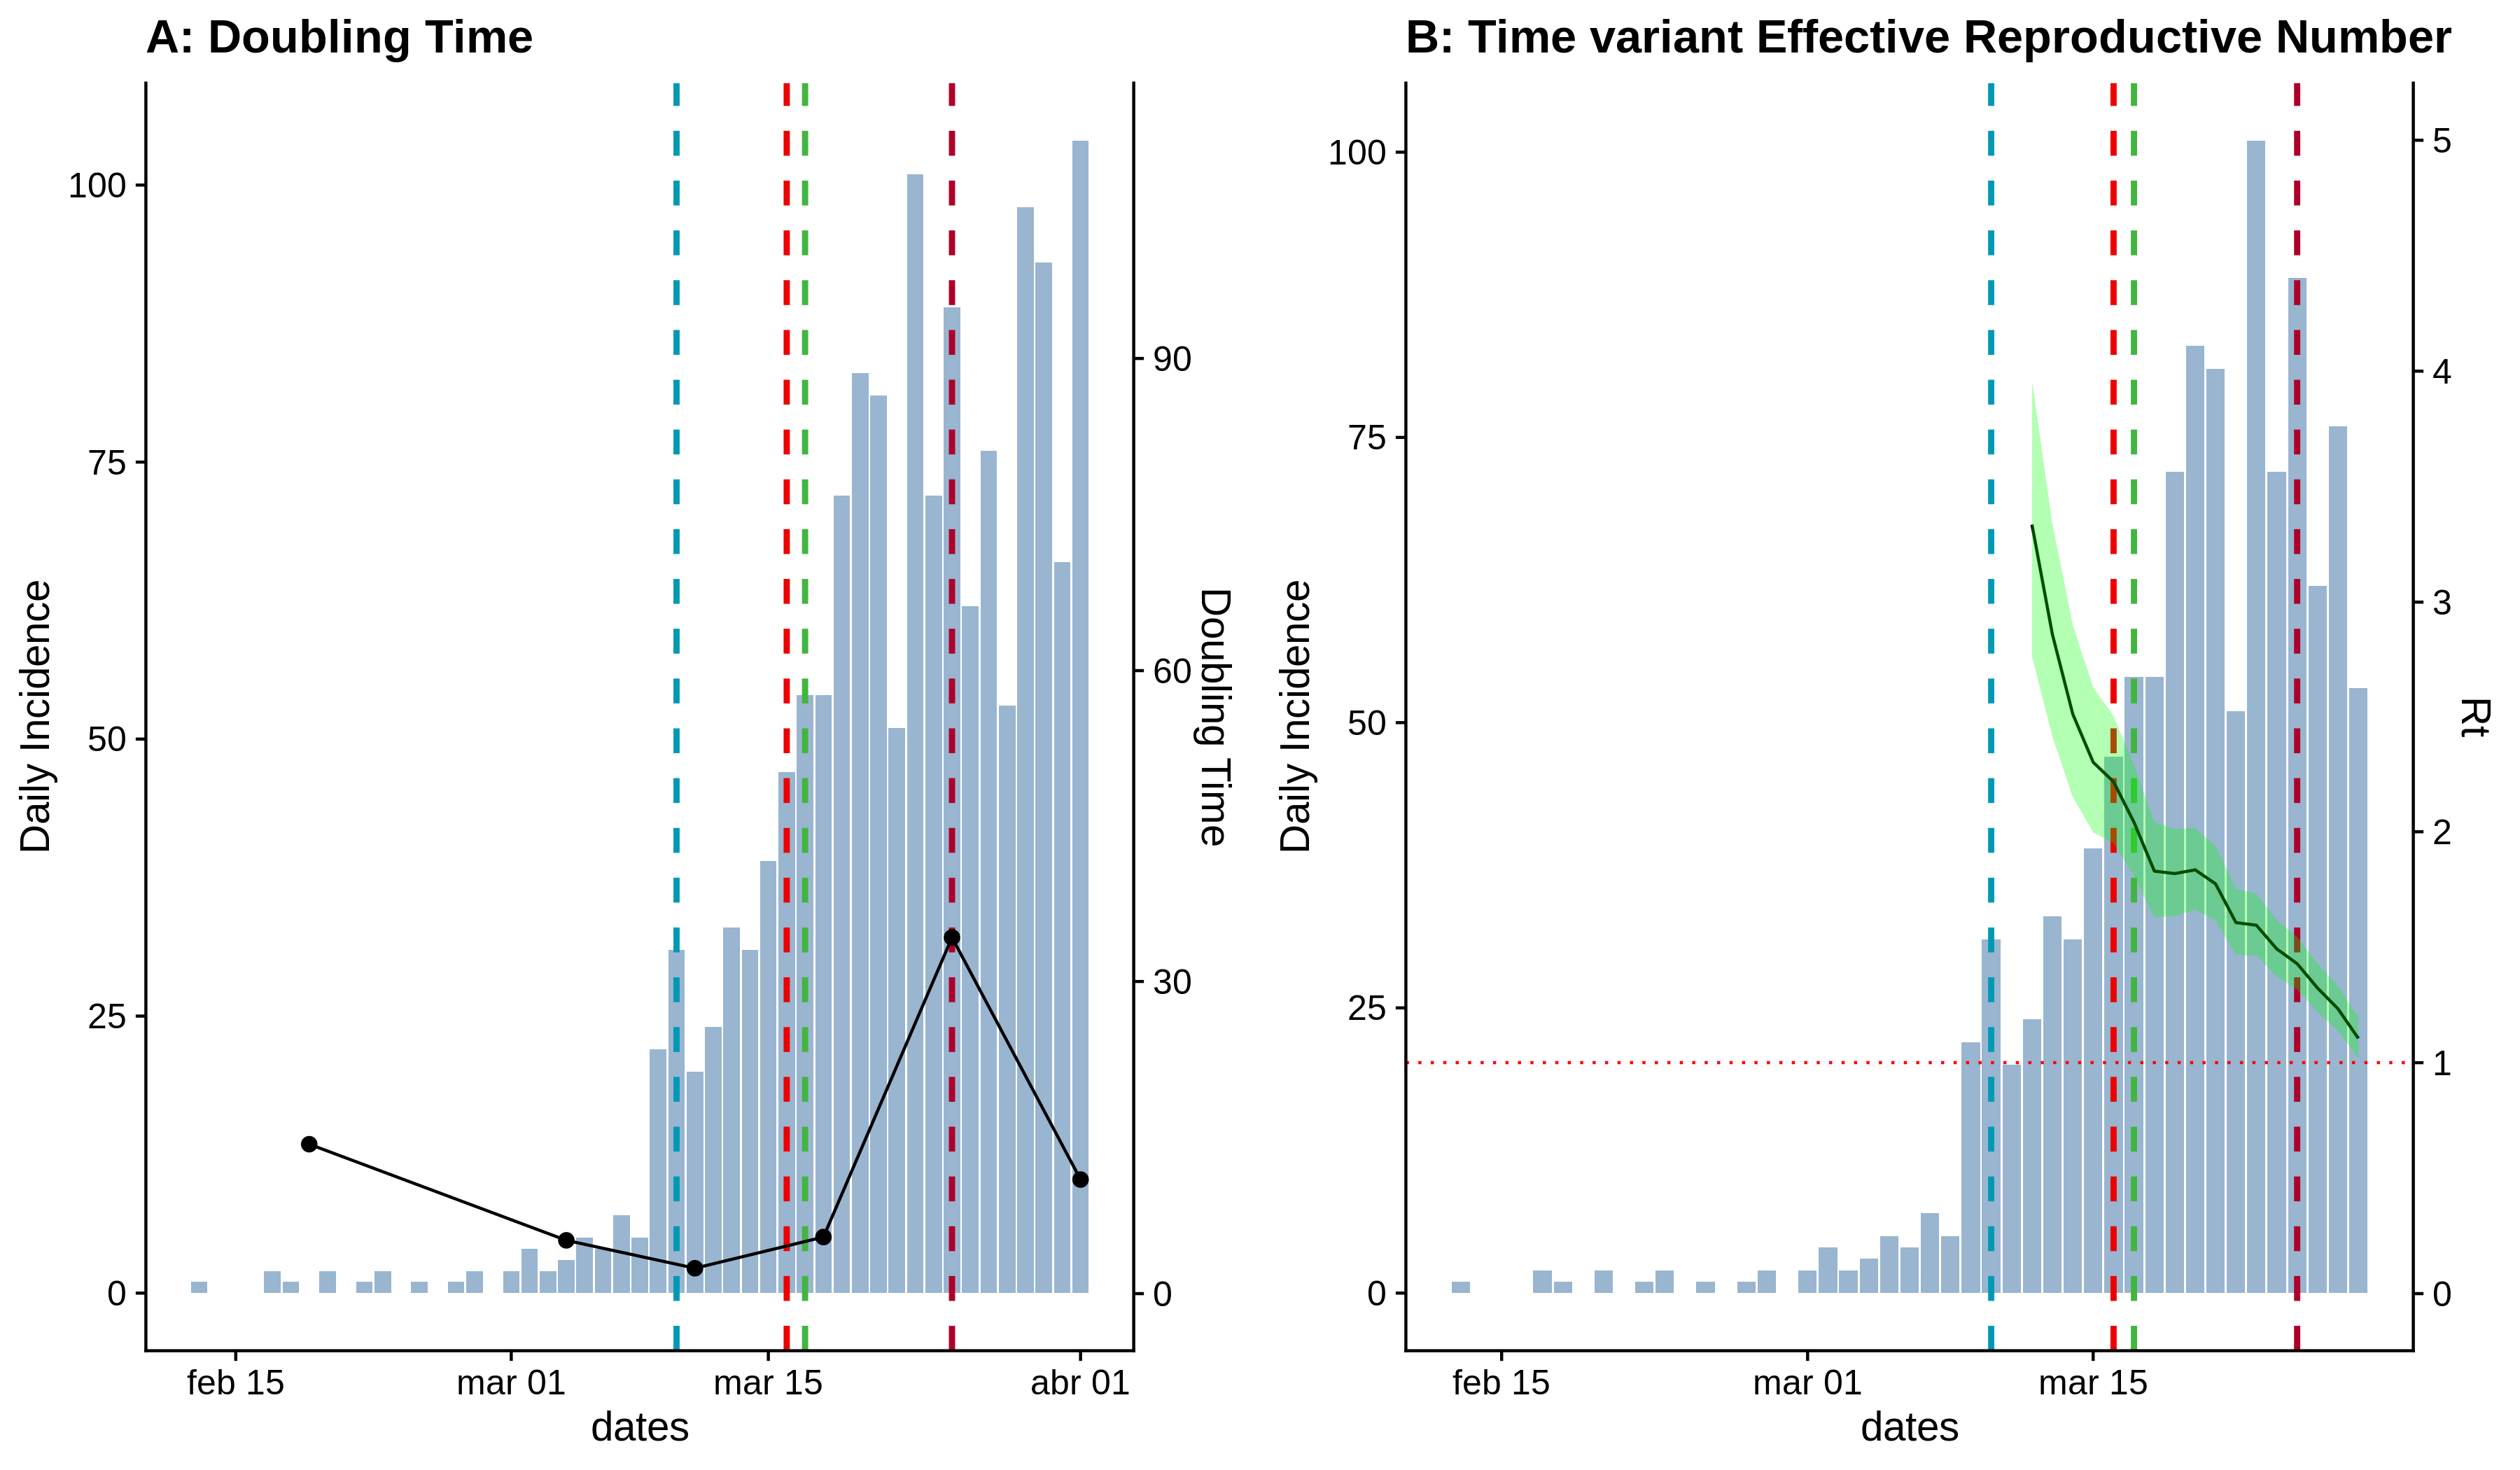 A: Doubling Time
100
75
50
25
0
Daily Incidence
90
60
30
0
Doubling Time
feb 15
mar 01
mar 15
abr 01
dates
B: Time variant Effective Reproductive Number
100
75
50
25
0
Daily Incidence
5
4
3
2
1
0
Rt
feb 15
mar 01
mar 15
dates